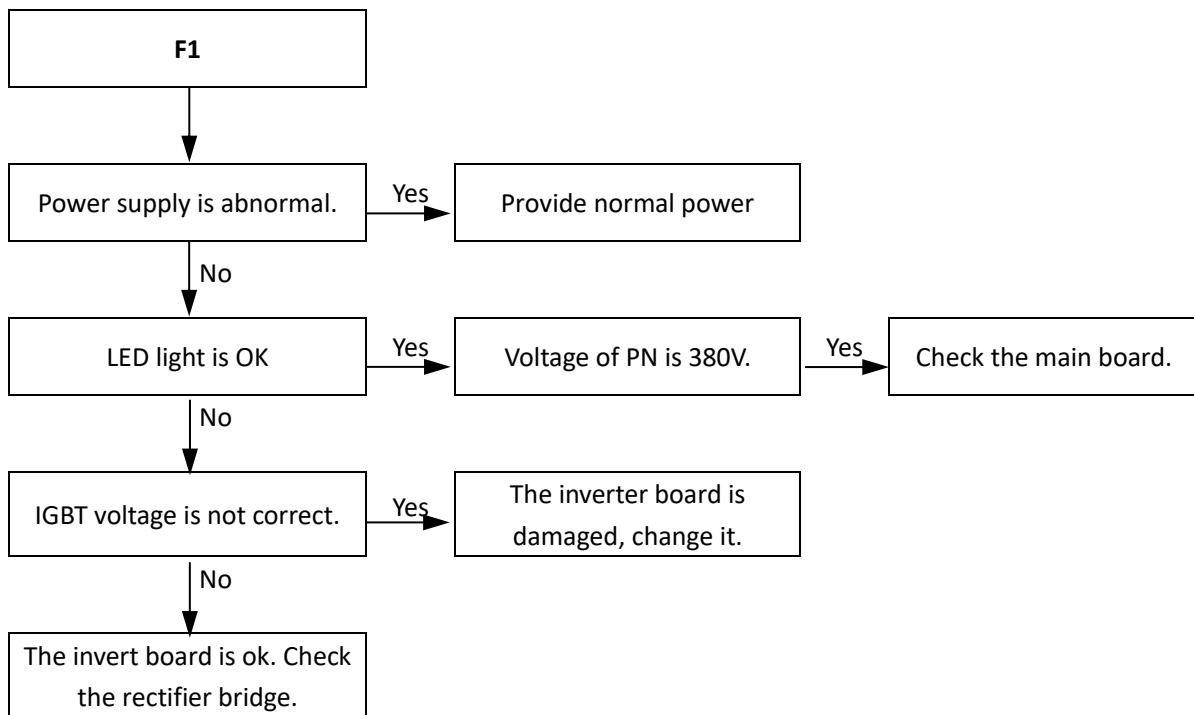 F1
Power supply is abnormal.
Yes
Provide normal power
No
LED light is OK
Yes
Voltage of PN is 380V.
Yes
Check the main board.
No
IGBT voltage is not correct.
Yes
The inverter board is
damaged, change it.
No
The invert board is ok. Check
the rectifier bridge.